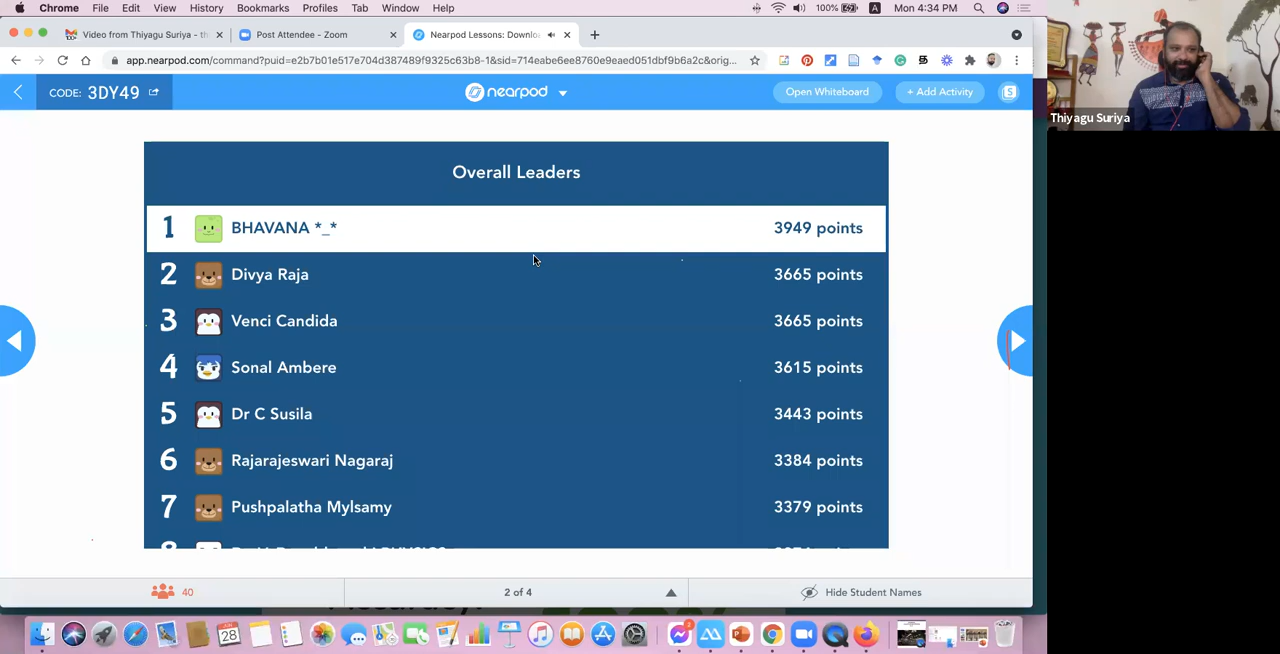 Chrome File Edit View History Bookmarks Profiles Tab Window Help 100% A Mon 4:34 PM
Video from Thiyagu Suriya - th × Post Attendee - Zoom × Nearpod Lessons: Downlo × +
app.nearpod.com/command?puid=e2b7b01e517e704d387489f9325c63b8-1&sid=714eabe6ee8760e9eaed051dbf9b6a2c&orig...
CODE: 3DY49 nearpod Open Whiteboard + Add Activity S
Thiyagu Suriya
Overall Leaders
1 BHAVANA *_* 3949 points
2 Divya Raja 3665 points
3 Venci Candida 3665 points
4 Sonal Ambere 3615 points
5 Dr C Susila 3443 points
6 Rajarajeswari Nagaraj 3384 points
7 Pushpalatha Mylsamy 3379 points
40 2 of 4 Hide Student Names
JUN 28